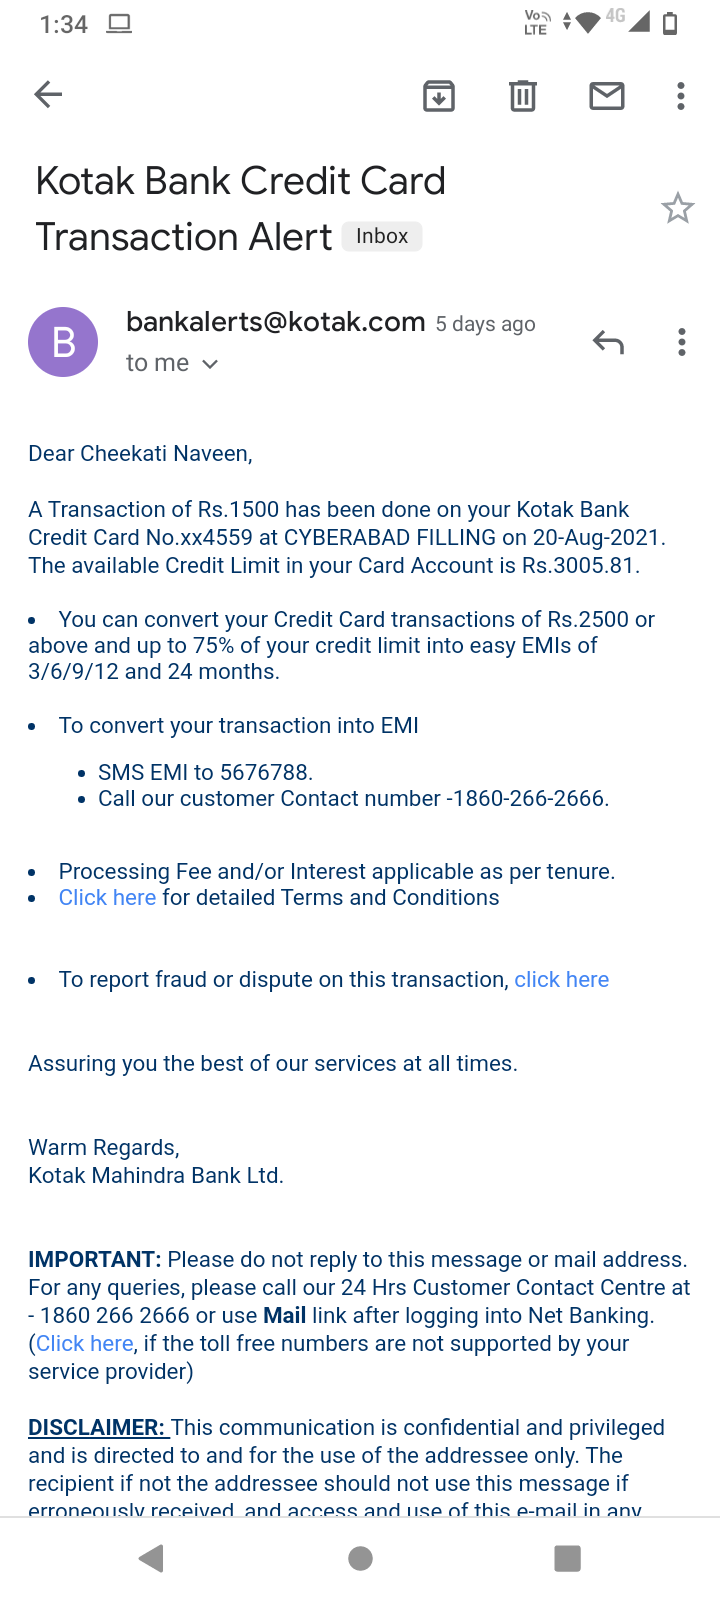 1:34
Vo LTE 4G
Kotak Bank Credit Card
Transaction Alert Inbox
B
bankalerts@kotak.com 5 days ago
to me
Dear Cheekati Naveen,
A Transaction of Rs.1500 has been done on your Kotak Bank
Credit Card No.xx4559 at CYBERABAD FILLING on 20-Aug-2021.
The available Credit Limit in your Card Account is Rs.3005.81.
• You can convert your Credit Card transactions of Rs.2500 or
above and up to 75% of your credit limit into easy EMIs of
3/6/9/12 and 24 months.
• To convert your transaction into EMI
• SMS EMI to 5676788.
• Call our customer Contact number -1860-266-2666.
• Processing Fee and/or Interest applicable as per tenure.
• Click here for detailed Terms and Conditions
• To report fraud or dispute on this transaction, click here
Assuring you the best of our services at all times.
Warm Regards,
Kotak Mahindra Bank Ltd.
IMPORTANT: Please do not reply to this message or mail address.
For any queries, please call our 24 Hrs Customer Contact Centre at
- 1860 266 2666 or use Mail link after logging into Net Banking.
(Click here, if the toll free numbers are not supported by your
service provider)
DISCLAIMER: This communication is confidential and privileged
and is directed to and for the use of the addressee only. The
recipient if not the addressee should not use this message if
erroneously received, and access and use of this e-mail in any